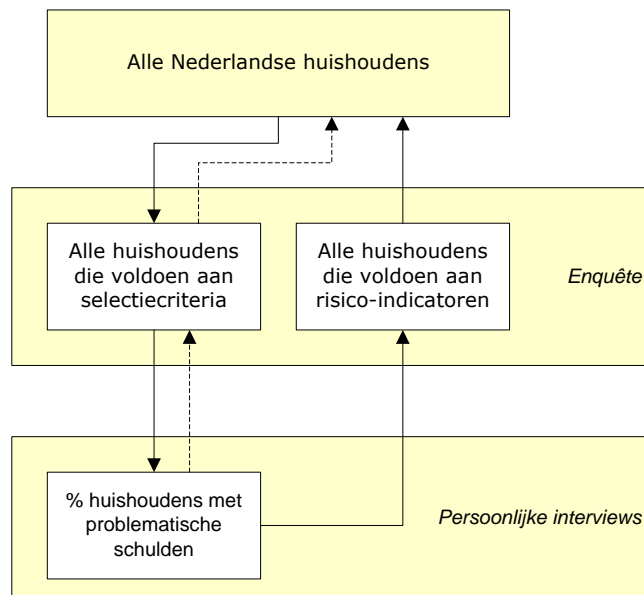 Alle Nederlandse huishoudens
Alle huishoudens
die voldoen aan
selectiecriteria
Alle huishoudens
die voldoen aan
risico-indicatoren
Enquête
% huishoudens met
problematische
schulden
Persoonlijke interviews